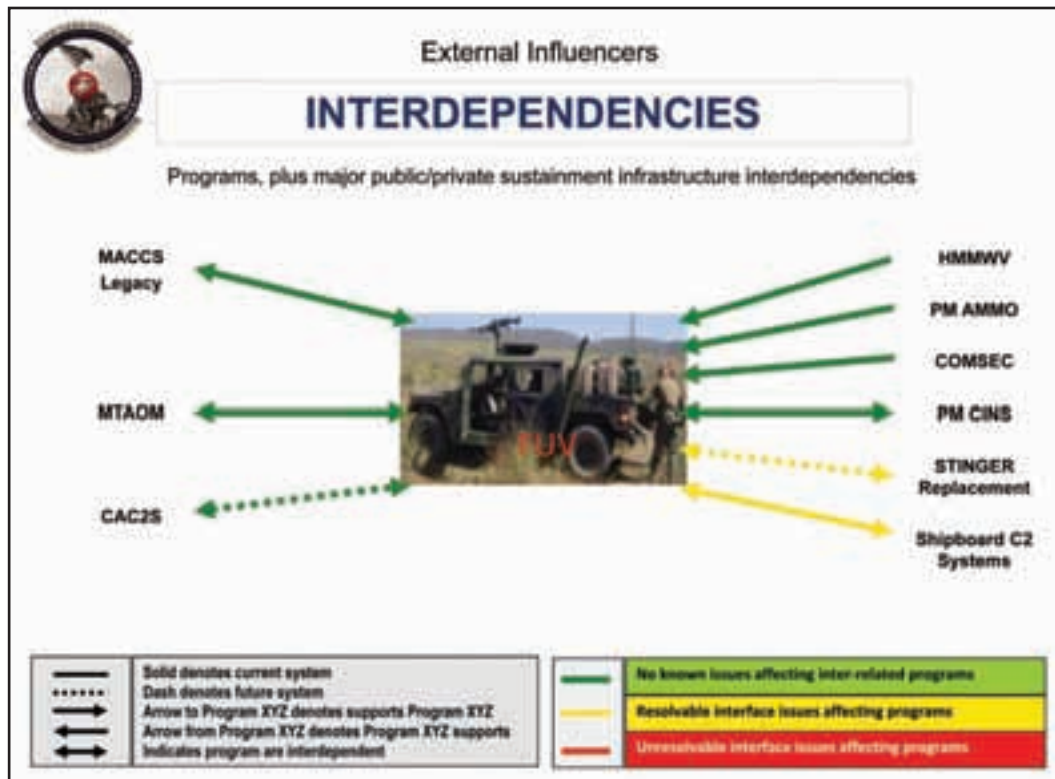 External Influencers
INTERDEPENDENCIES
Programs, plus major public/private sustainment infrastructure interdependencies
MACCS
Legacy
MTAOM
CAC2S
HMMWV
PM AMMO
COMSEC
PM CINS
STINGER
Replacement
Shipboard C2
Systems
Solid denotes current system
Dash denotes future system
Arrow to Program XYZ denotes supports Program XYZ
Arrow from Program XYZ denotes Program XYZ supports
Indicates program are interdependent
No known issues affecting inter-related programs
Resolvable interface issues affecting programs
Unresolvable interface issues affecting programs